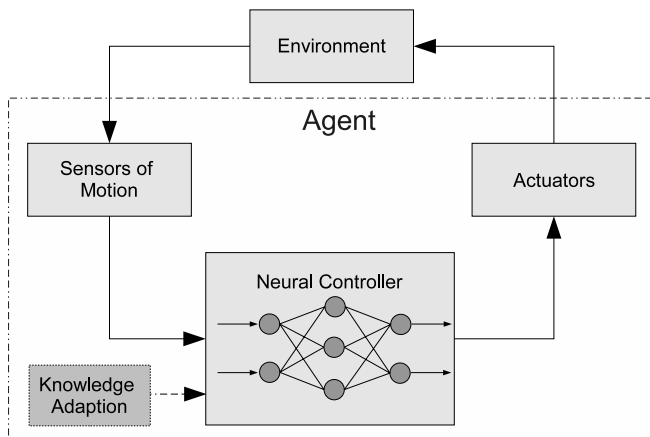 Environment
Agent
Sensors of
Motion
Actuators
Neural Controller
Knowledge
Adaption